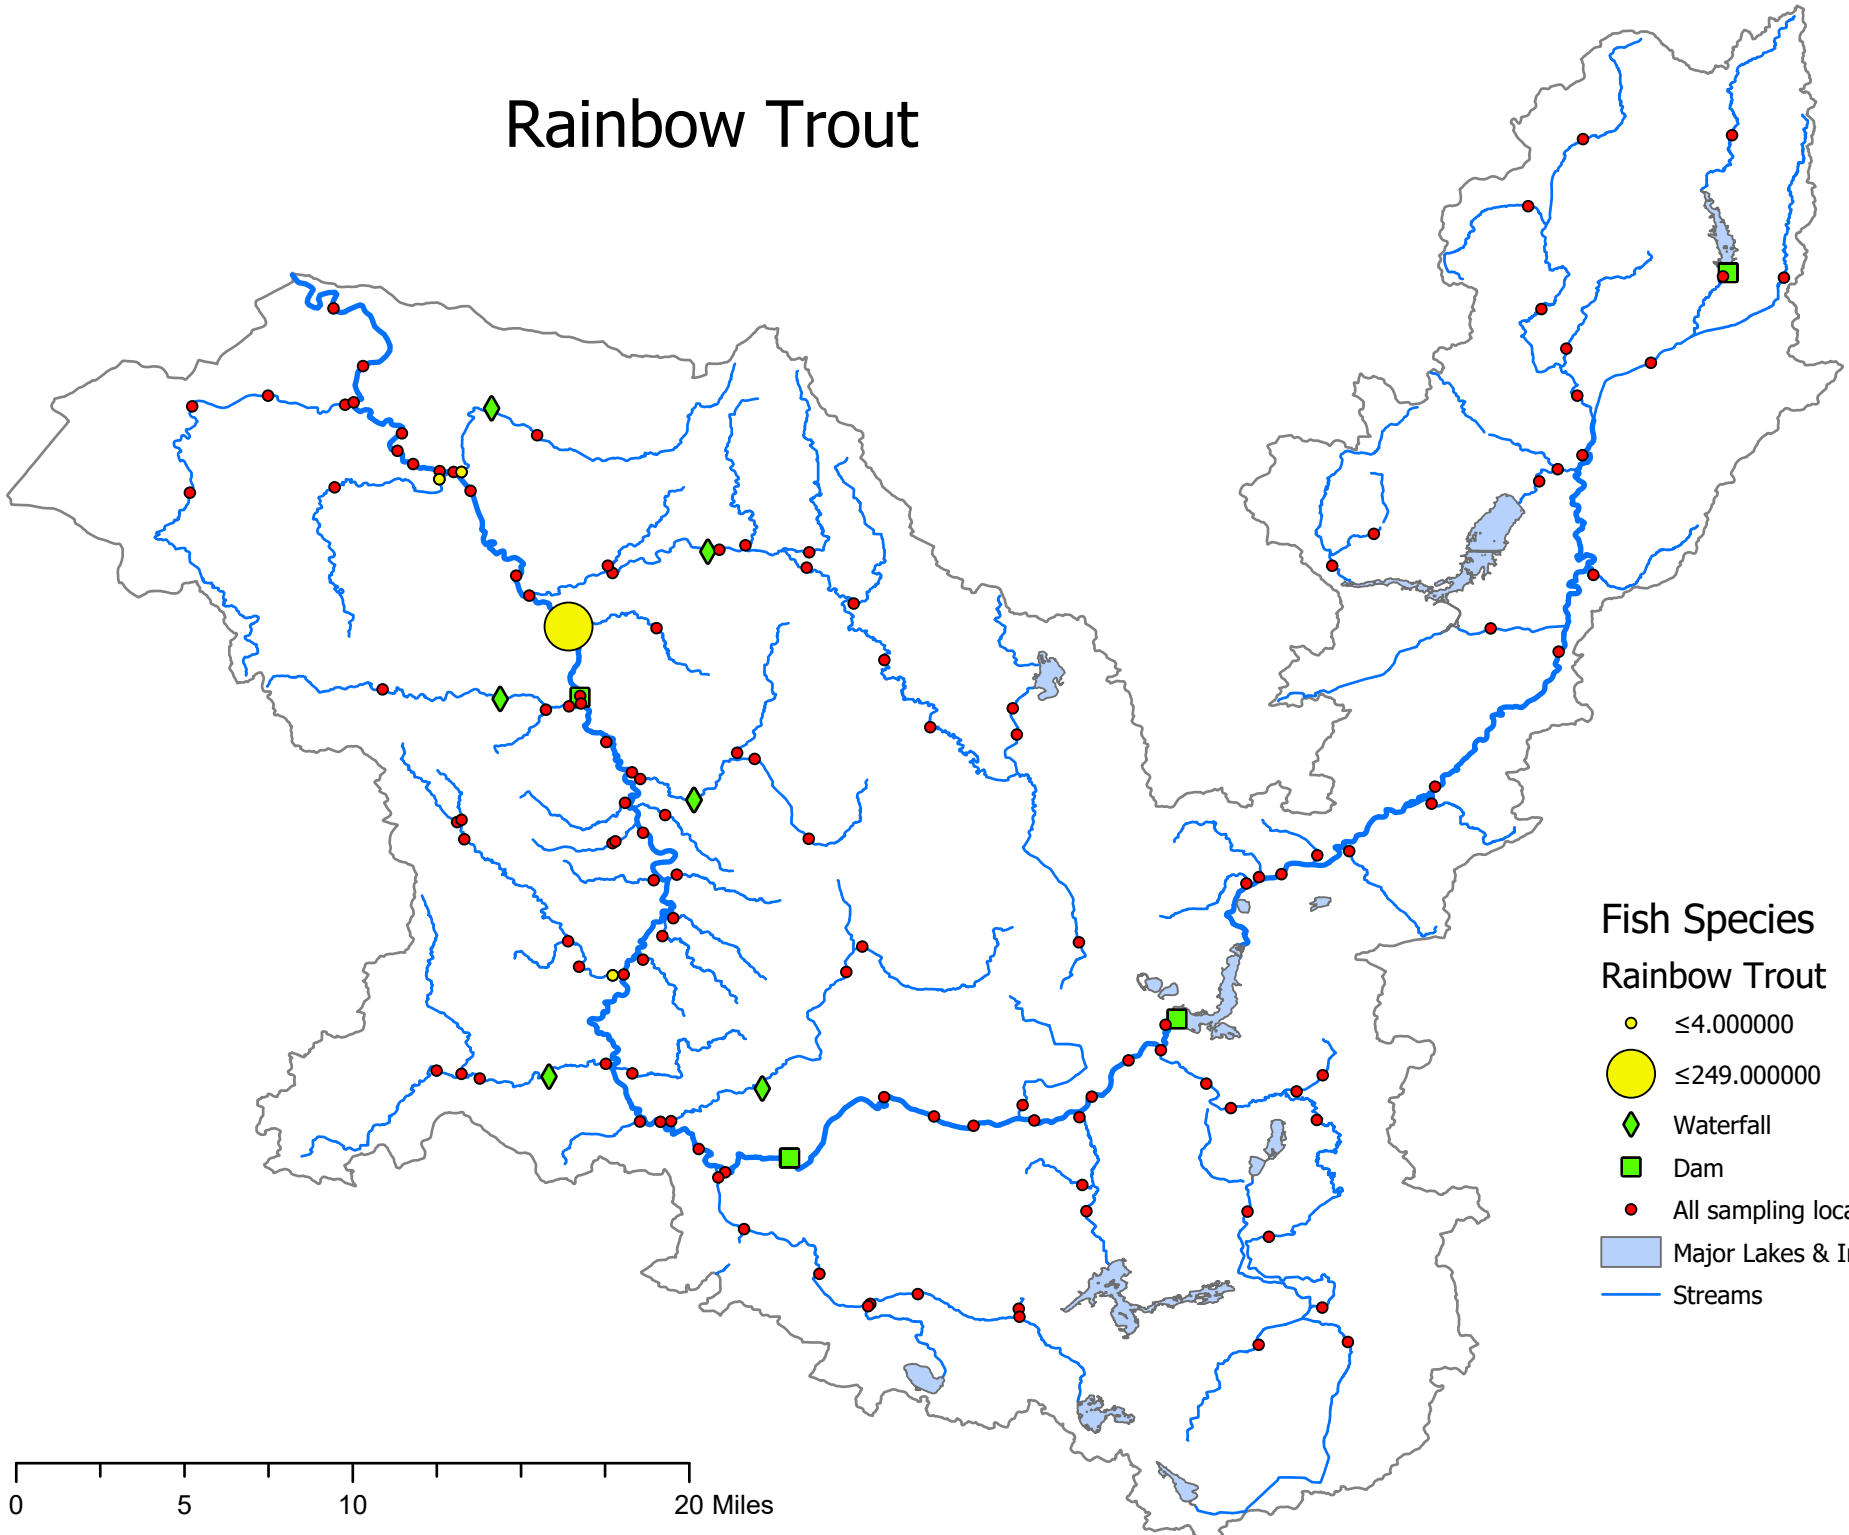 Rainbow Trout
Fish Species
Rainbow Trout
≤4.000000
≤249.000000
Waterfall
Dam
All sampling loca
Major Lakes & I
Streams
0 5 10 20 Miles